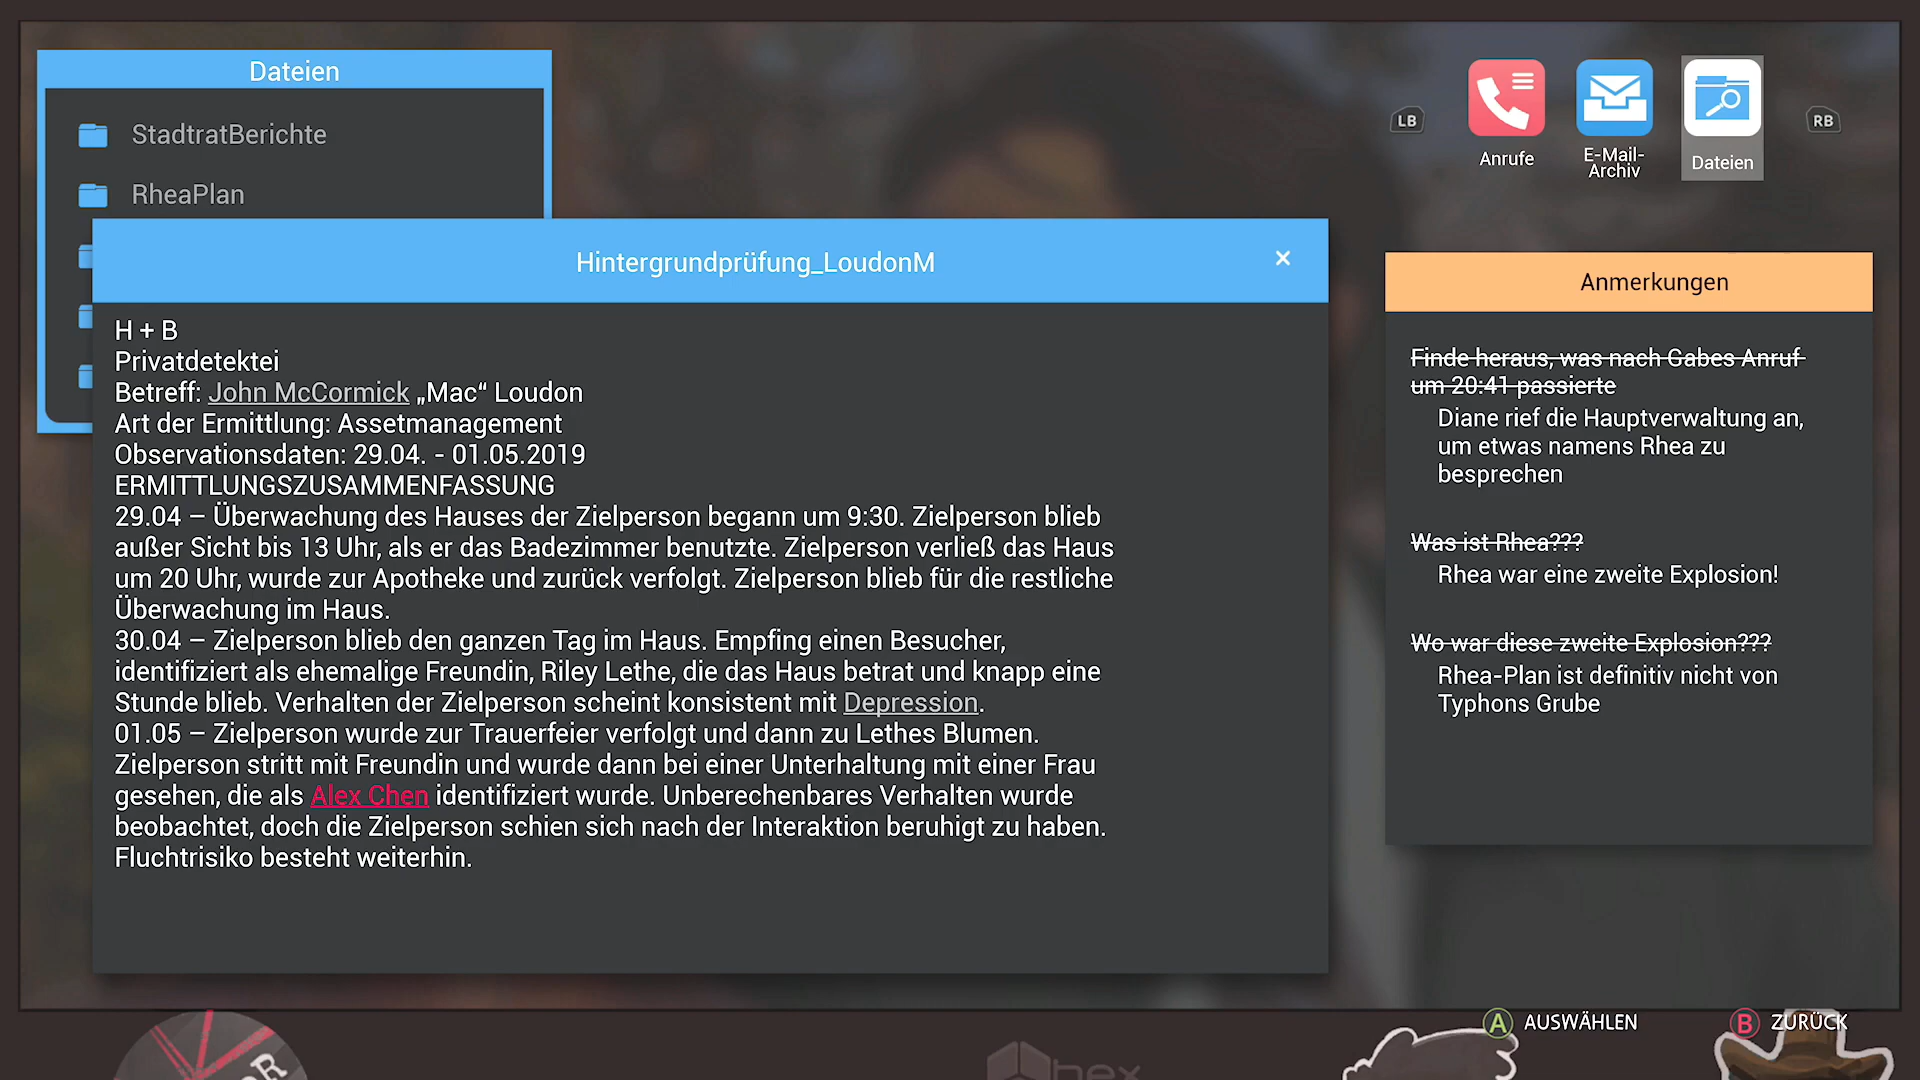 Dateien
StadtratBerichte
RheaPlan
LB
Anrufe
E-Mail-
Archiv
Dateien
RB
Hintergrundprüfung_LoudonM
×
H + B
Privatdetektei
Betreff: John McCormick „Mac“ Loudon
Art der Ermittlung: Assetmanagement
Observationsdaten: 29.04. - 01.05.2019
ERMITTLUNGSZUSAMMENFASSUNG
29.04 – Überwachung des Hauses der Zielperson begann um 9:30. Zielperson blieb
außer Sicht bis 13 Uhr, als er das Badezimmer benutzte. Zielperson verließ das Haus
um 20 Uhr, wurde zur Apotheke und zurück verfolgt. Zielperson blieb für die restliche
Überwachung im Haus.
30.04 – Zielperson blieb den ganzen Tag im Haus. Empfing einen Besucher,
identifiziert als ehemalige Freundin, Riley Lethe, die das Haus betrat und knapp eine
Stunde blieb. Verhalten der Zielperson scheint konsistent mit Depression.
01.05 – Zielperson wurde zur Trauerfeier verfolgt und dann zu Lethes Blumen.
Zielperson stritt mit Freundin und wurde dann bei einer Unterhaltung mit einer Frau
gesehen, die als Alex Chen identifiziert wurde. Unberechenbares Verhalten wurde
beobachtet, doch die Zielperson schien sich nach der Interaktion beruhigt zu haben.
Fluchtrisiko besteht weiterhin.
Anmerkungen
Finde heraus, was nach Gabes Anruf
um 20:41 passierte
Diane rief die Hauptverwaltung an,
um etwas namens Rhea zu
besprechen
Was ist Rhea???
Rhea war eine zweite Explosion!
Wo war diese zweite Explosion???
Rhea-Plan ist definitiv nicht von
Typhons Grube
A AUSWÄHLEN
B ZURÜCK
hex